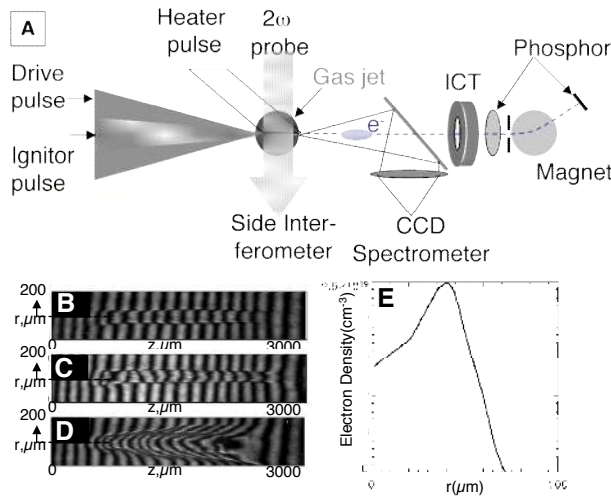 A
Heater
pulse
2ω
probe
Gas jet
Phosphor
ICT
Drive
pulse
e-
Ignitor
pulse
Magnet
Side Inter-
ferometer
CCD
Spectrometer
200
r,µm
B
0
z,µm
3000
200
r,µm
C
0
z,µm
3000
200
r,µm
D
0
z,µm
3000
E
Electron Density(cm-3)
0
r(µm)